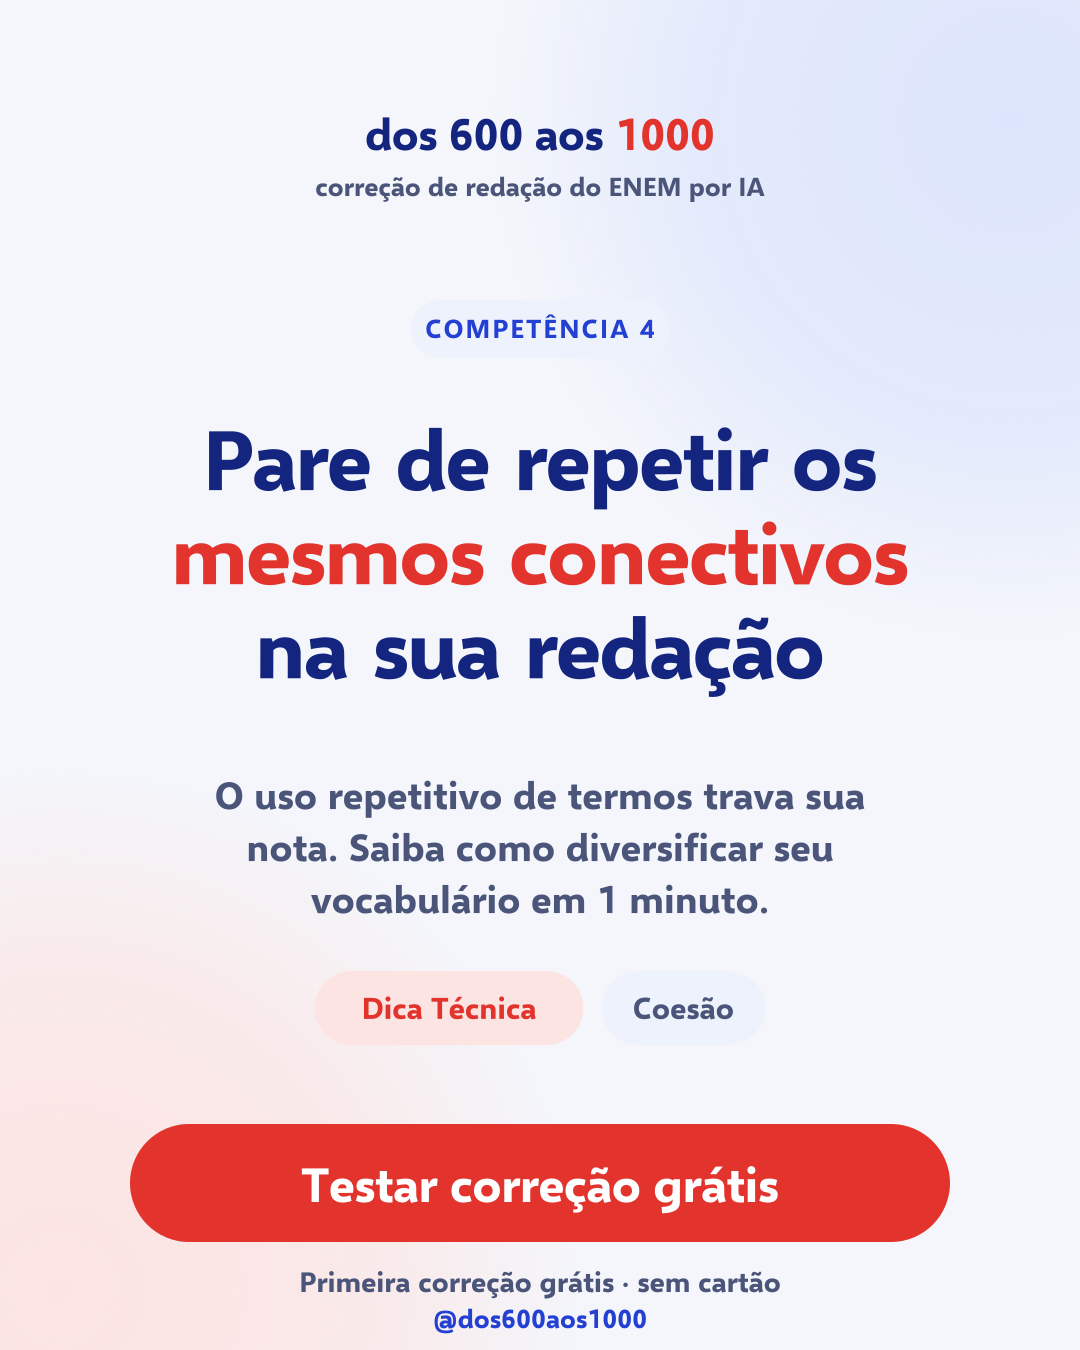 dos 600 aos 1000
correção de redação do ENEM por IA
COMPETÊNCIA 4
Pare de repetir os
mesmos conectivos
na sua redação
O uso repetitivo de termos trava sua
nota. Saiba como diversificar seu
vocabulário em 1 minuto.
Dica Técnica
Coesão
Testar correção grátis
Primeira correção grátis · sem cartão
@dos600aos1000